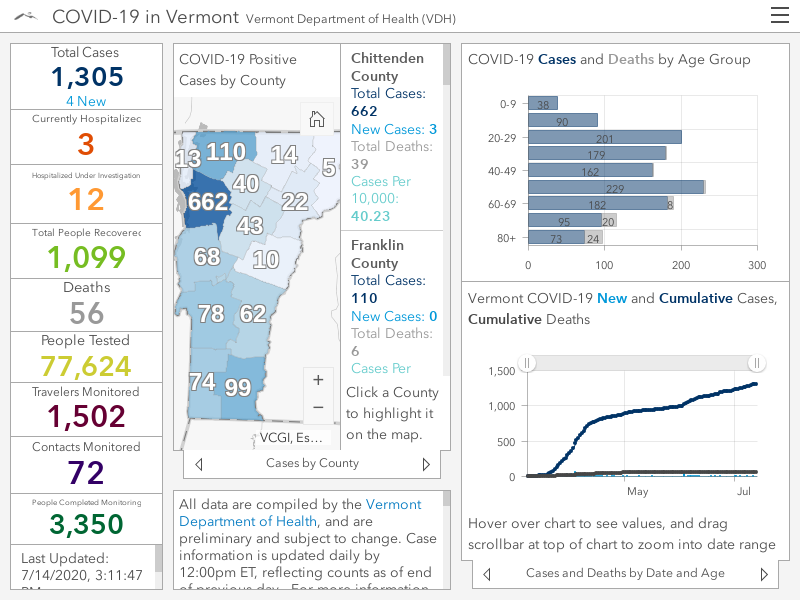 COVID-19 in Vermont Vermont Department of Health (VDH)
Total Cases
1,305
4 New
Currently Hospitalized
3
Hospitalized Under Investigation
12
Total People Recovered
1,099
Deaths
56
People Tested
77,624
Travelers Monitored
1,502
Contacts Monitored
72
People Completed Monitoring
3,350
Last Updated:
7/14/2020, 3:11:47
COVID-19 Positive
Cases by County
13 110 14 5
40
662 22
43
68 10
78 62
74 99
+
−
VCGI, Es...
Cases by County
Chittenden
County
Total Cases:
662
New Cases: 3
Total Deaths:
39
Cases Per
10,000:
40.23
Franklin
County
Total Cases:
110
New Cases: 0
Total Deaths:
6
Cases Per
Click a County
to highlight it
on the map.
All data are compiled by the Vermont
Department of Health, and are
preliminary and subject to change. Case
information is updated daily by
12:00pm ET, reflecting counts as of end
of previous day. For more information
COVID-19 Cases and Deaths by Age Group
0-9 38
90
20-29 201
179
40-49 162
229
60-69 182 8
95 20
80+ 73 24
0 100 200 300
Vermont COVID-19 New and Cumulative Cases,
Cumulative Deaths
1,500
1,000
500
0
May Jul
Hover over chart to see values, and drag
scrollbar at top of chart to zoom into date range
Cases and Deaths by Date and Age